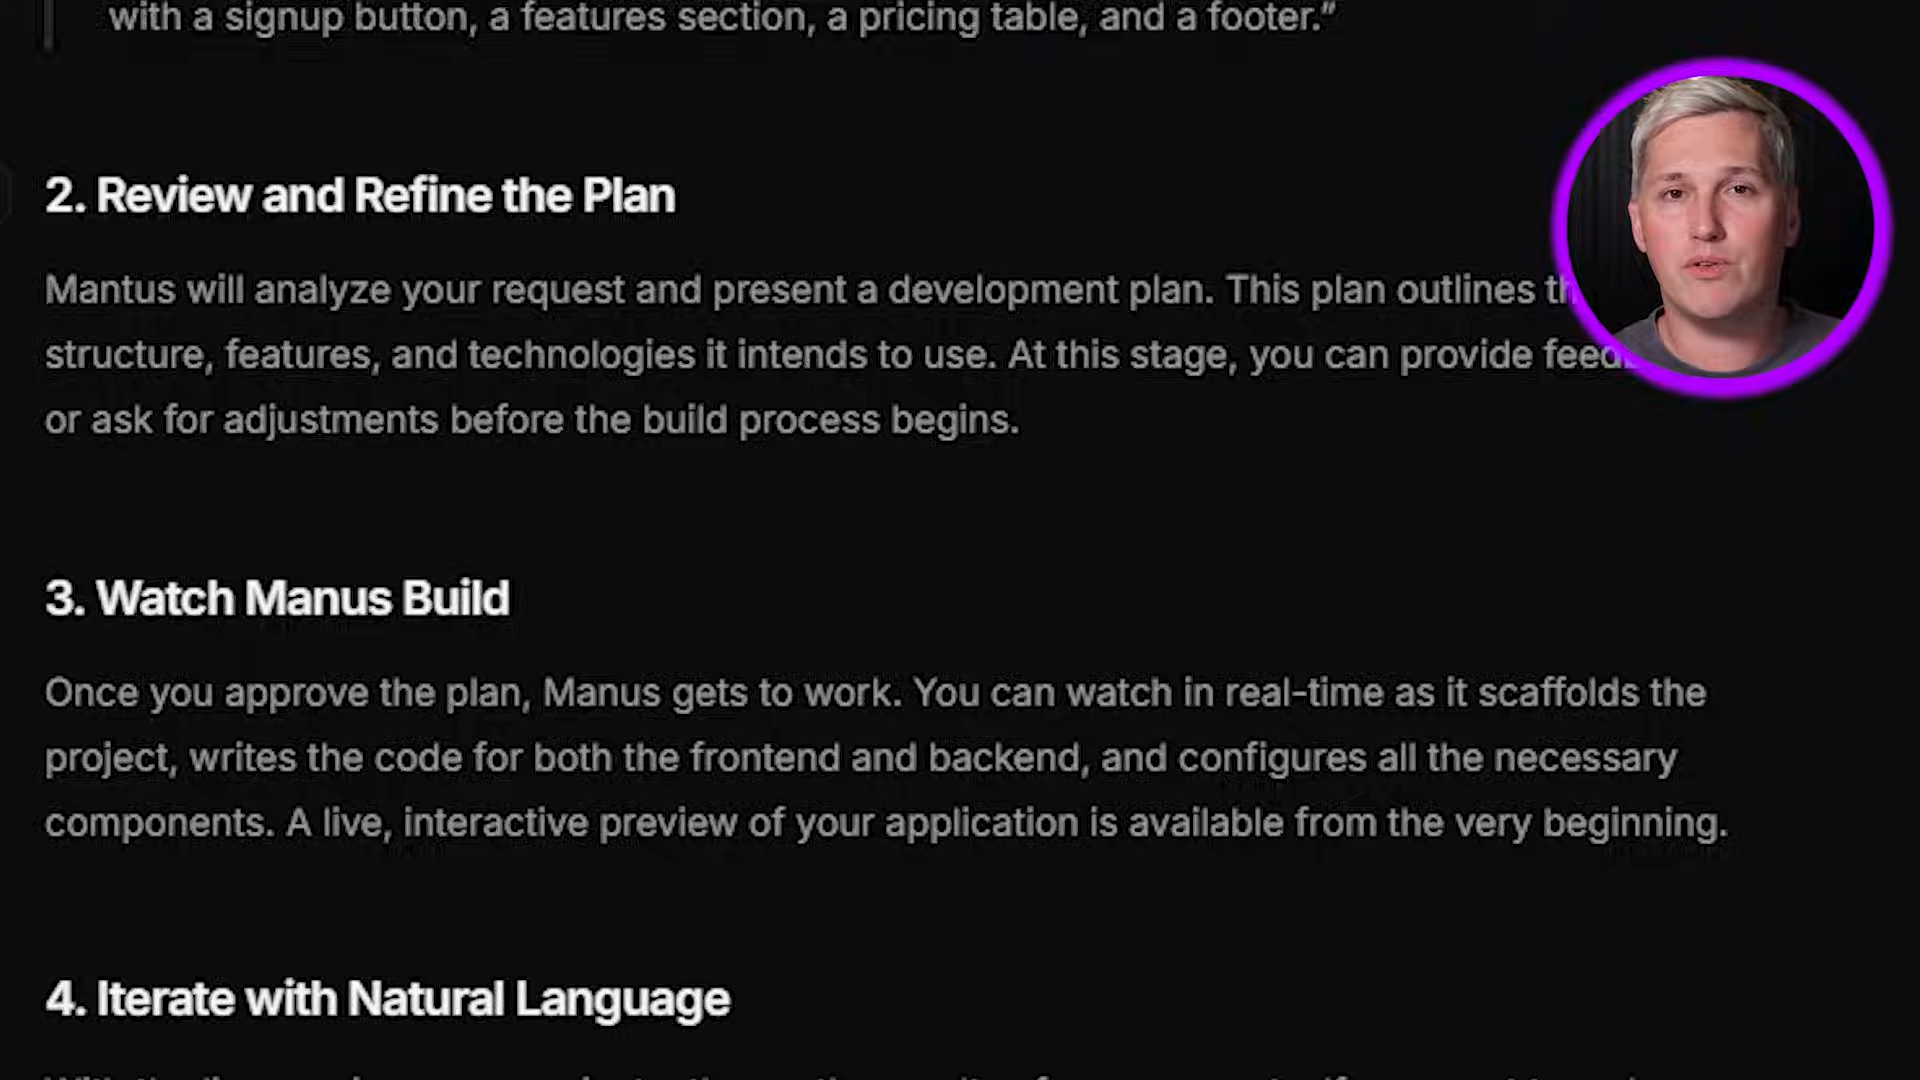 with a signup button, a features section, a pricing table, and a footer.”
2. Review and Refine the Plan
Mantus will analyze your request and present a development plan. This plan outlines
structure, features, and technologies it intends to use. At this stage, you can provide
or ask for adjustments before the build process begins.
3. Watch Manus Build
Once you approve the plan, Manus gets to work. You can watch in real-time as it scaffolds the
project, writes the code for both the frontend and backend, and configures all the necessary
components. A live, interactive preview of your application is available from the very beginning.
4. Iterate with Natural Language